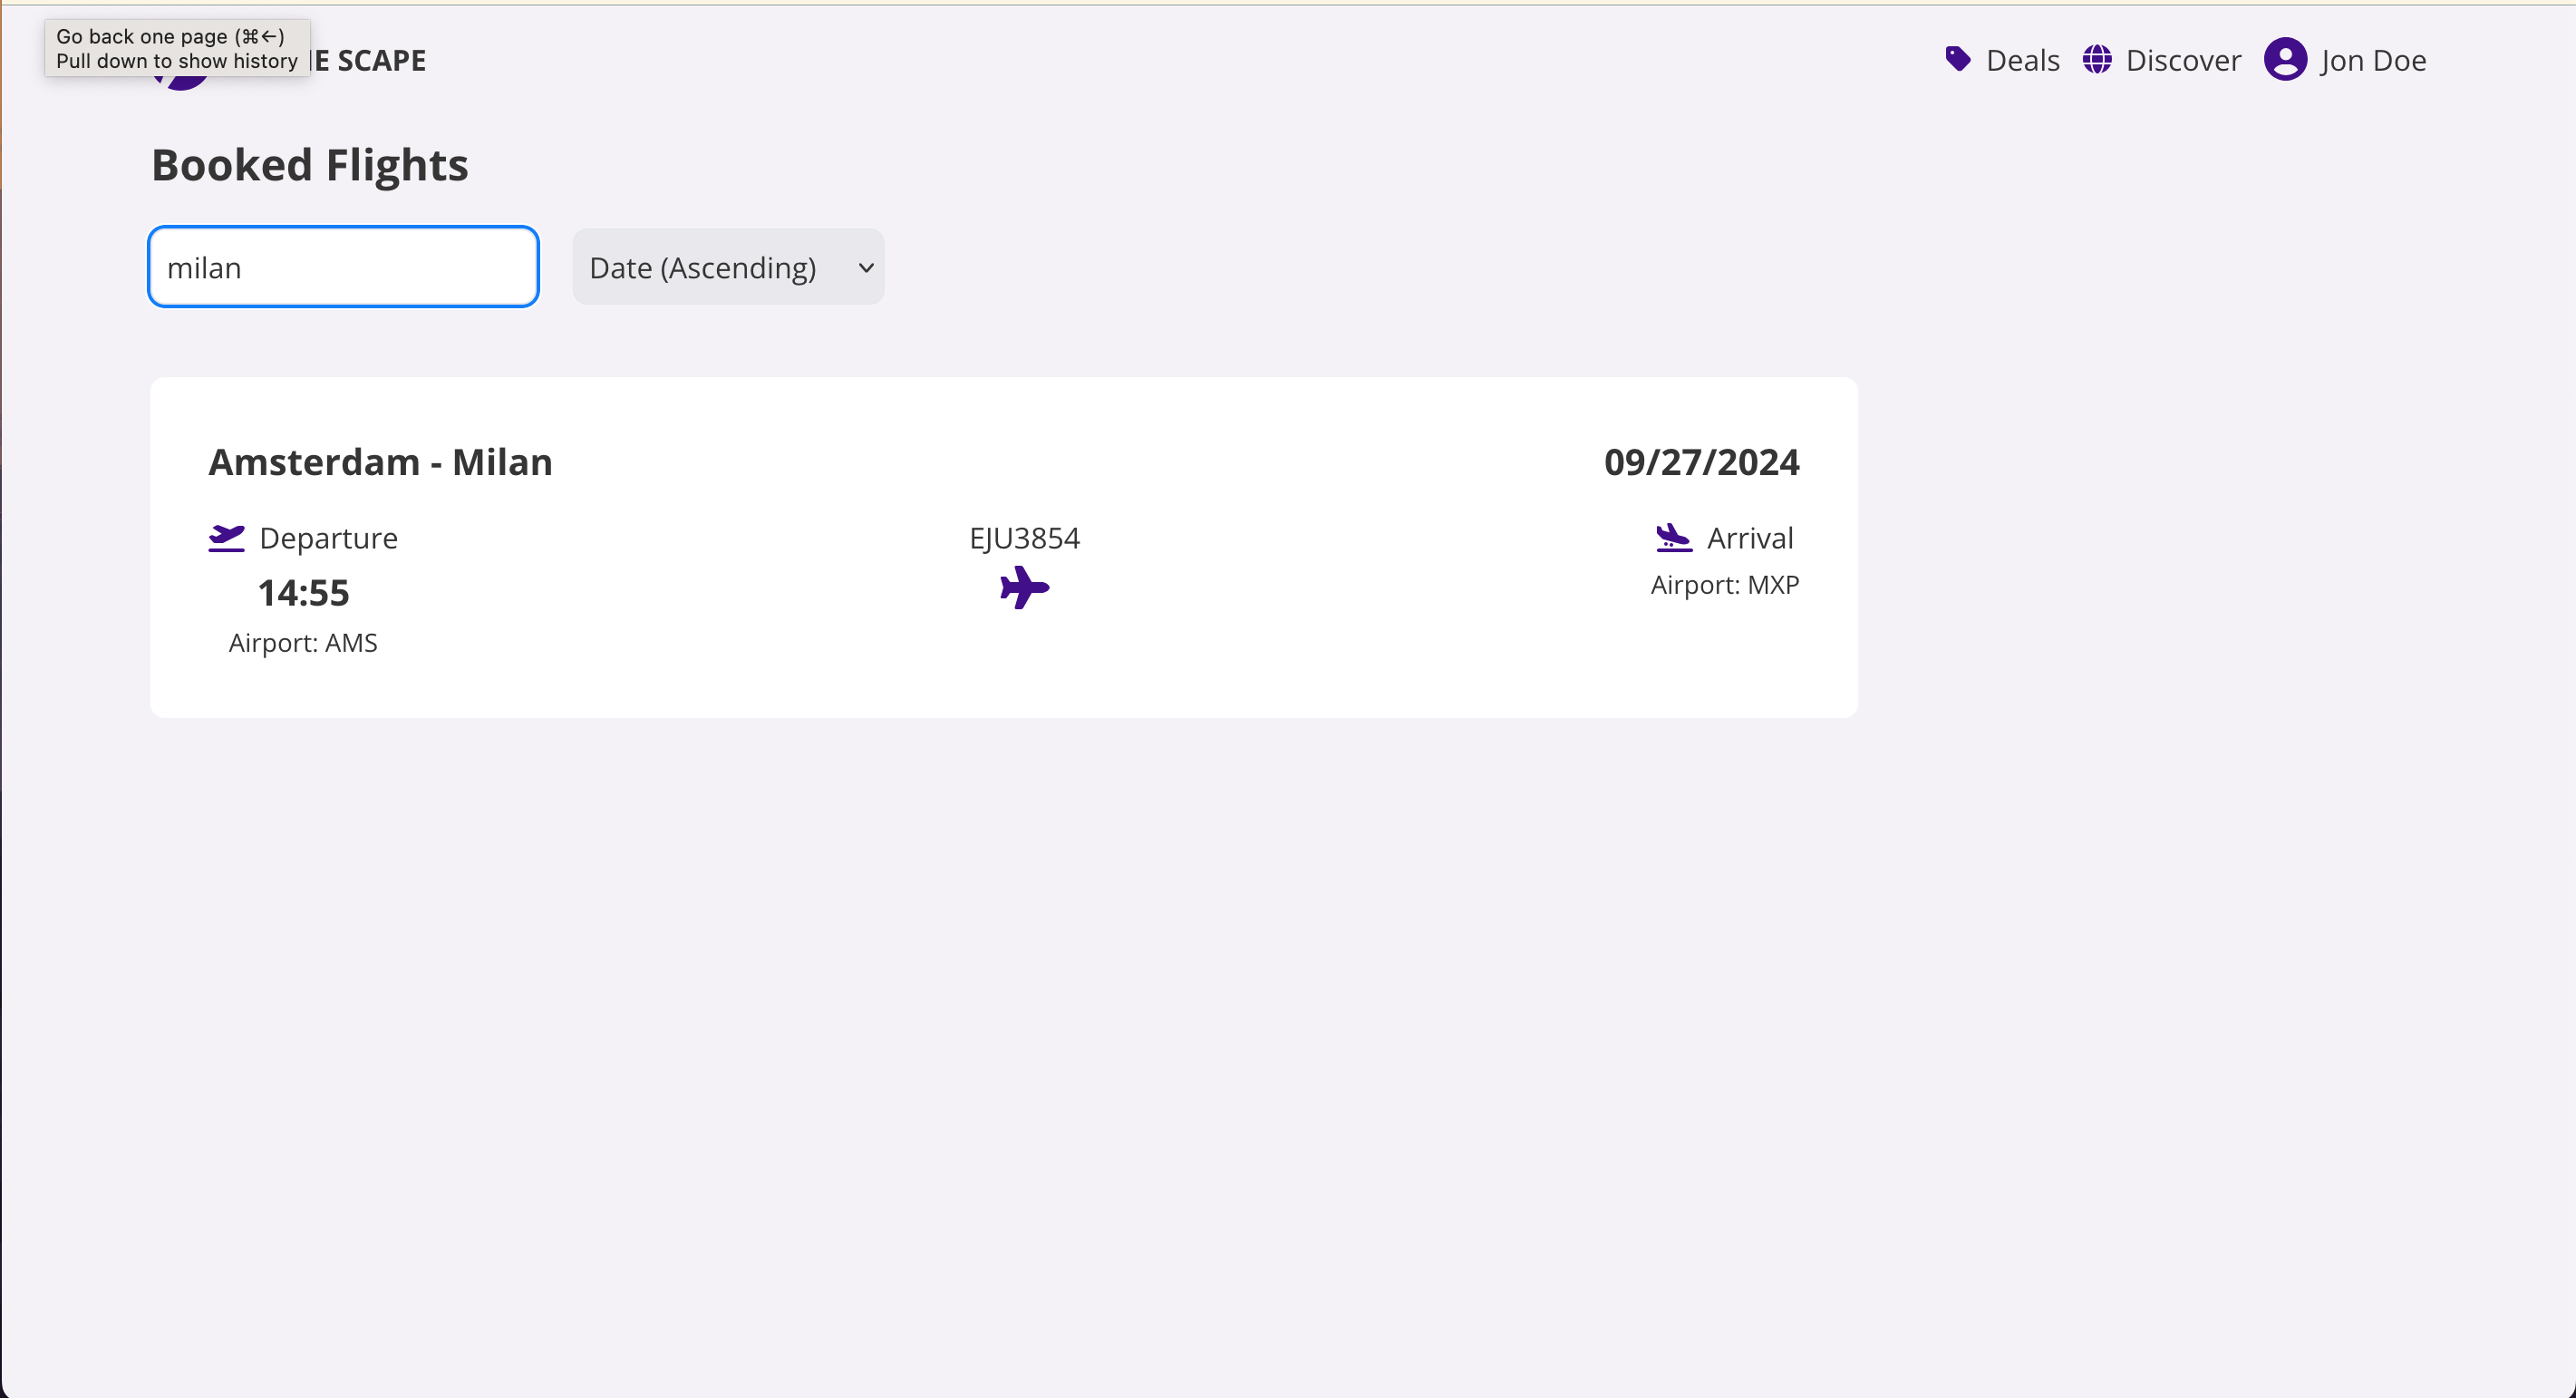 Go back one page (⌘←)
Pull down to show history
SCAPE
Deals
Discover
Jon Doe
Booked Flights
milan
Date (Ascending)
Amsterdam - Milan
09/27/2024
Departure
EJU3854
Arrival
14:55
Airport: MXP
Airport: AMS